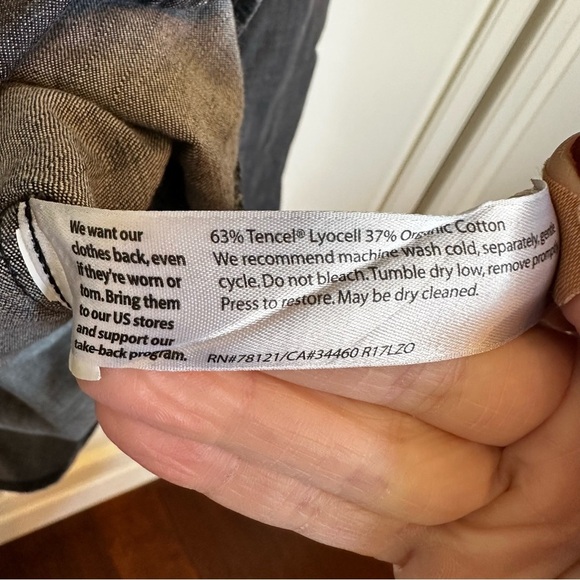 We want our
clothes back, even
if they're worn or
torn. Bring them
to our US stores
and support our
take-back program.
63% Tencel® Lyocell 37% Organic Cotton
We recommend machine wash cold, separately, gentle
cycle. Do not bleach. Tumble dry low, remove promptly
Press to restore. May be dry cleaned.
RN#78121/CA#34460 R17LZO